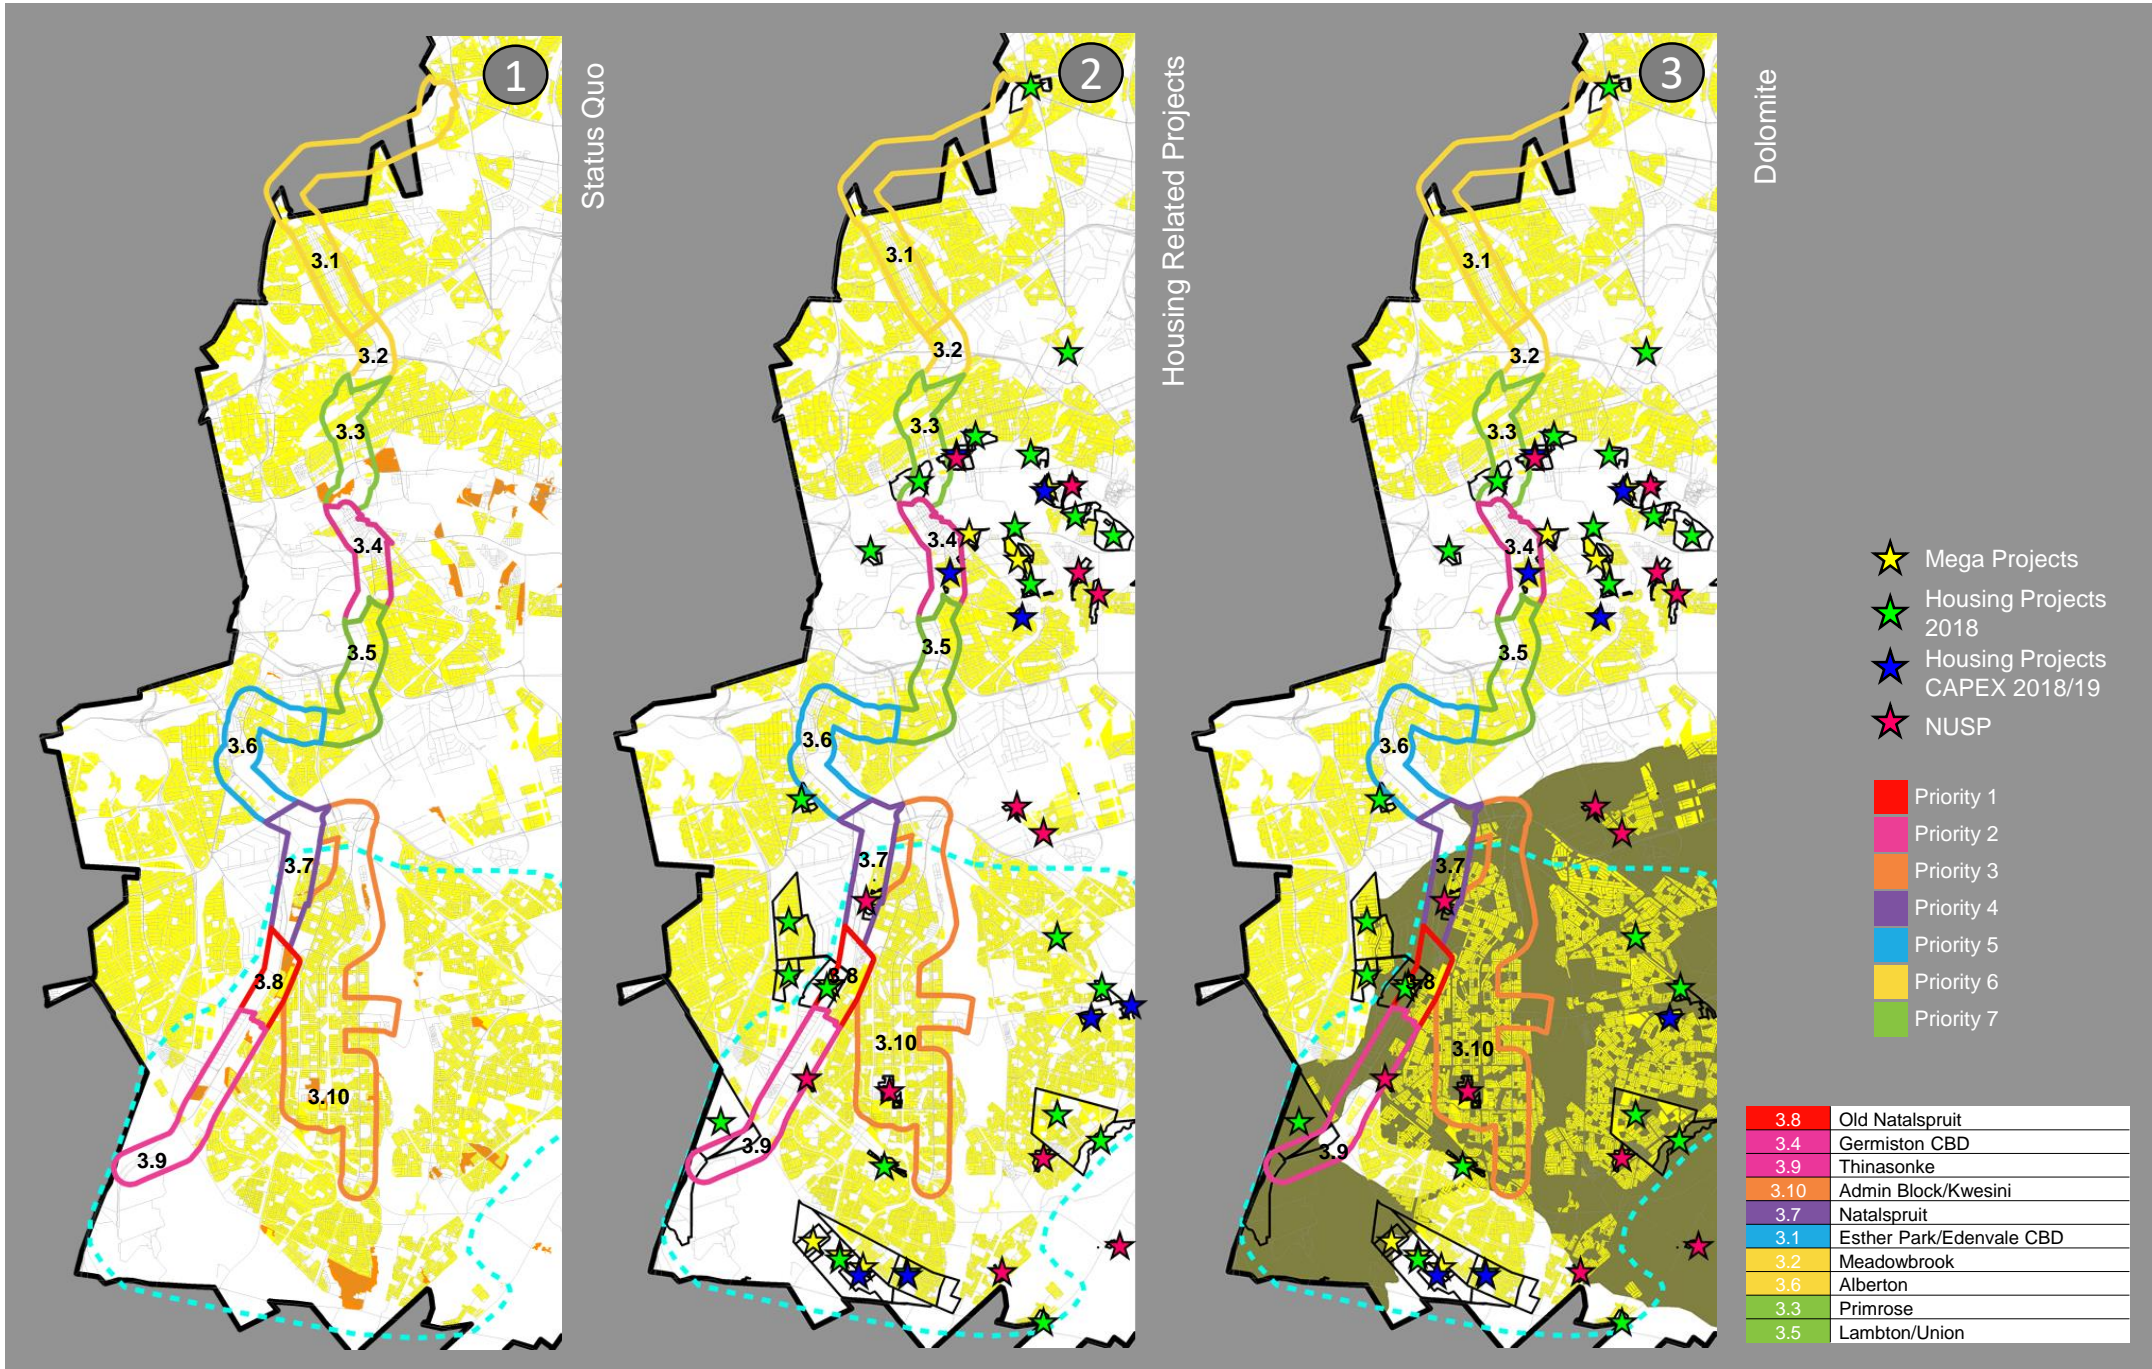 1
Status Quo
3.1
3.2
3.3
3.4
3.5
3.6
3.7
3.8
3.10
3.9
2
Housing Related Projects
3.1
3.2
3.3
3.4
3.5
3.6
3.7
3.8
3.10
3.9
3
Dolomite
3.1
3.2
3.3
3.4
3.5
3.6
3.7
3.8
3.10
3.9
Mega Projects
Housing Projects
2018
Housing Projects
CAPEX 2018/19
NUSP
Priority 1
Priority 2
Priority 3
Priority 4
Priority 5
Priority 6
Priority 7
3.8 Old Natalspruit
3.4 Germiston CBD
3.9 Thinasonke
3.10 Admin Block/Kwesini
3.7 Natalspruit
3.1 Esther Park/Edenvale CBD
3.2 Meadowbrook
3.6 Alberton
3.3 Primrose
3.5 Lambton/Union